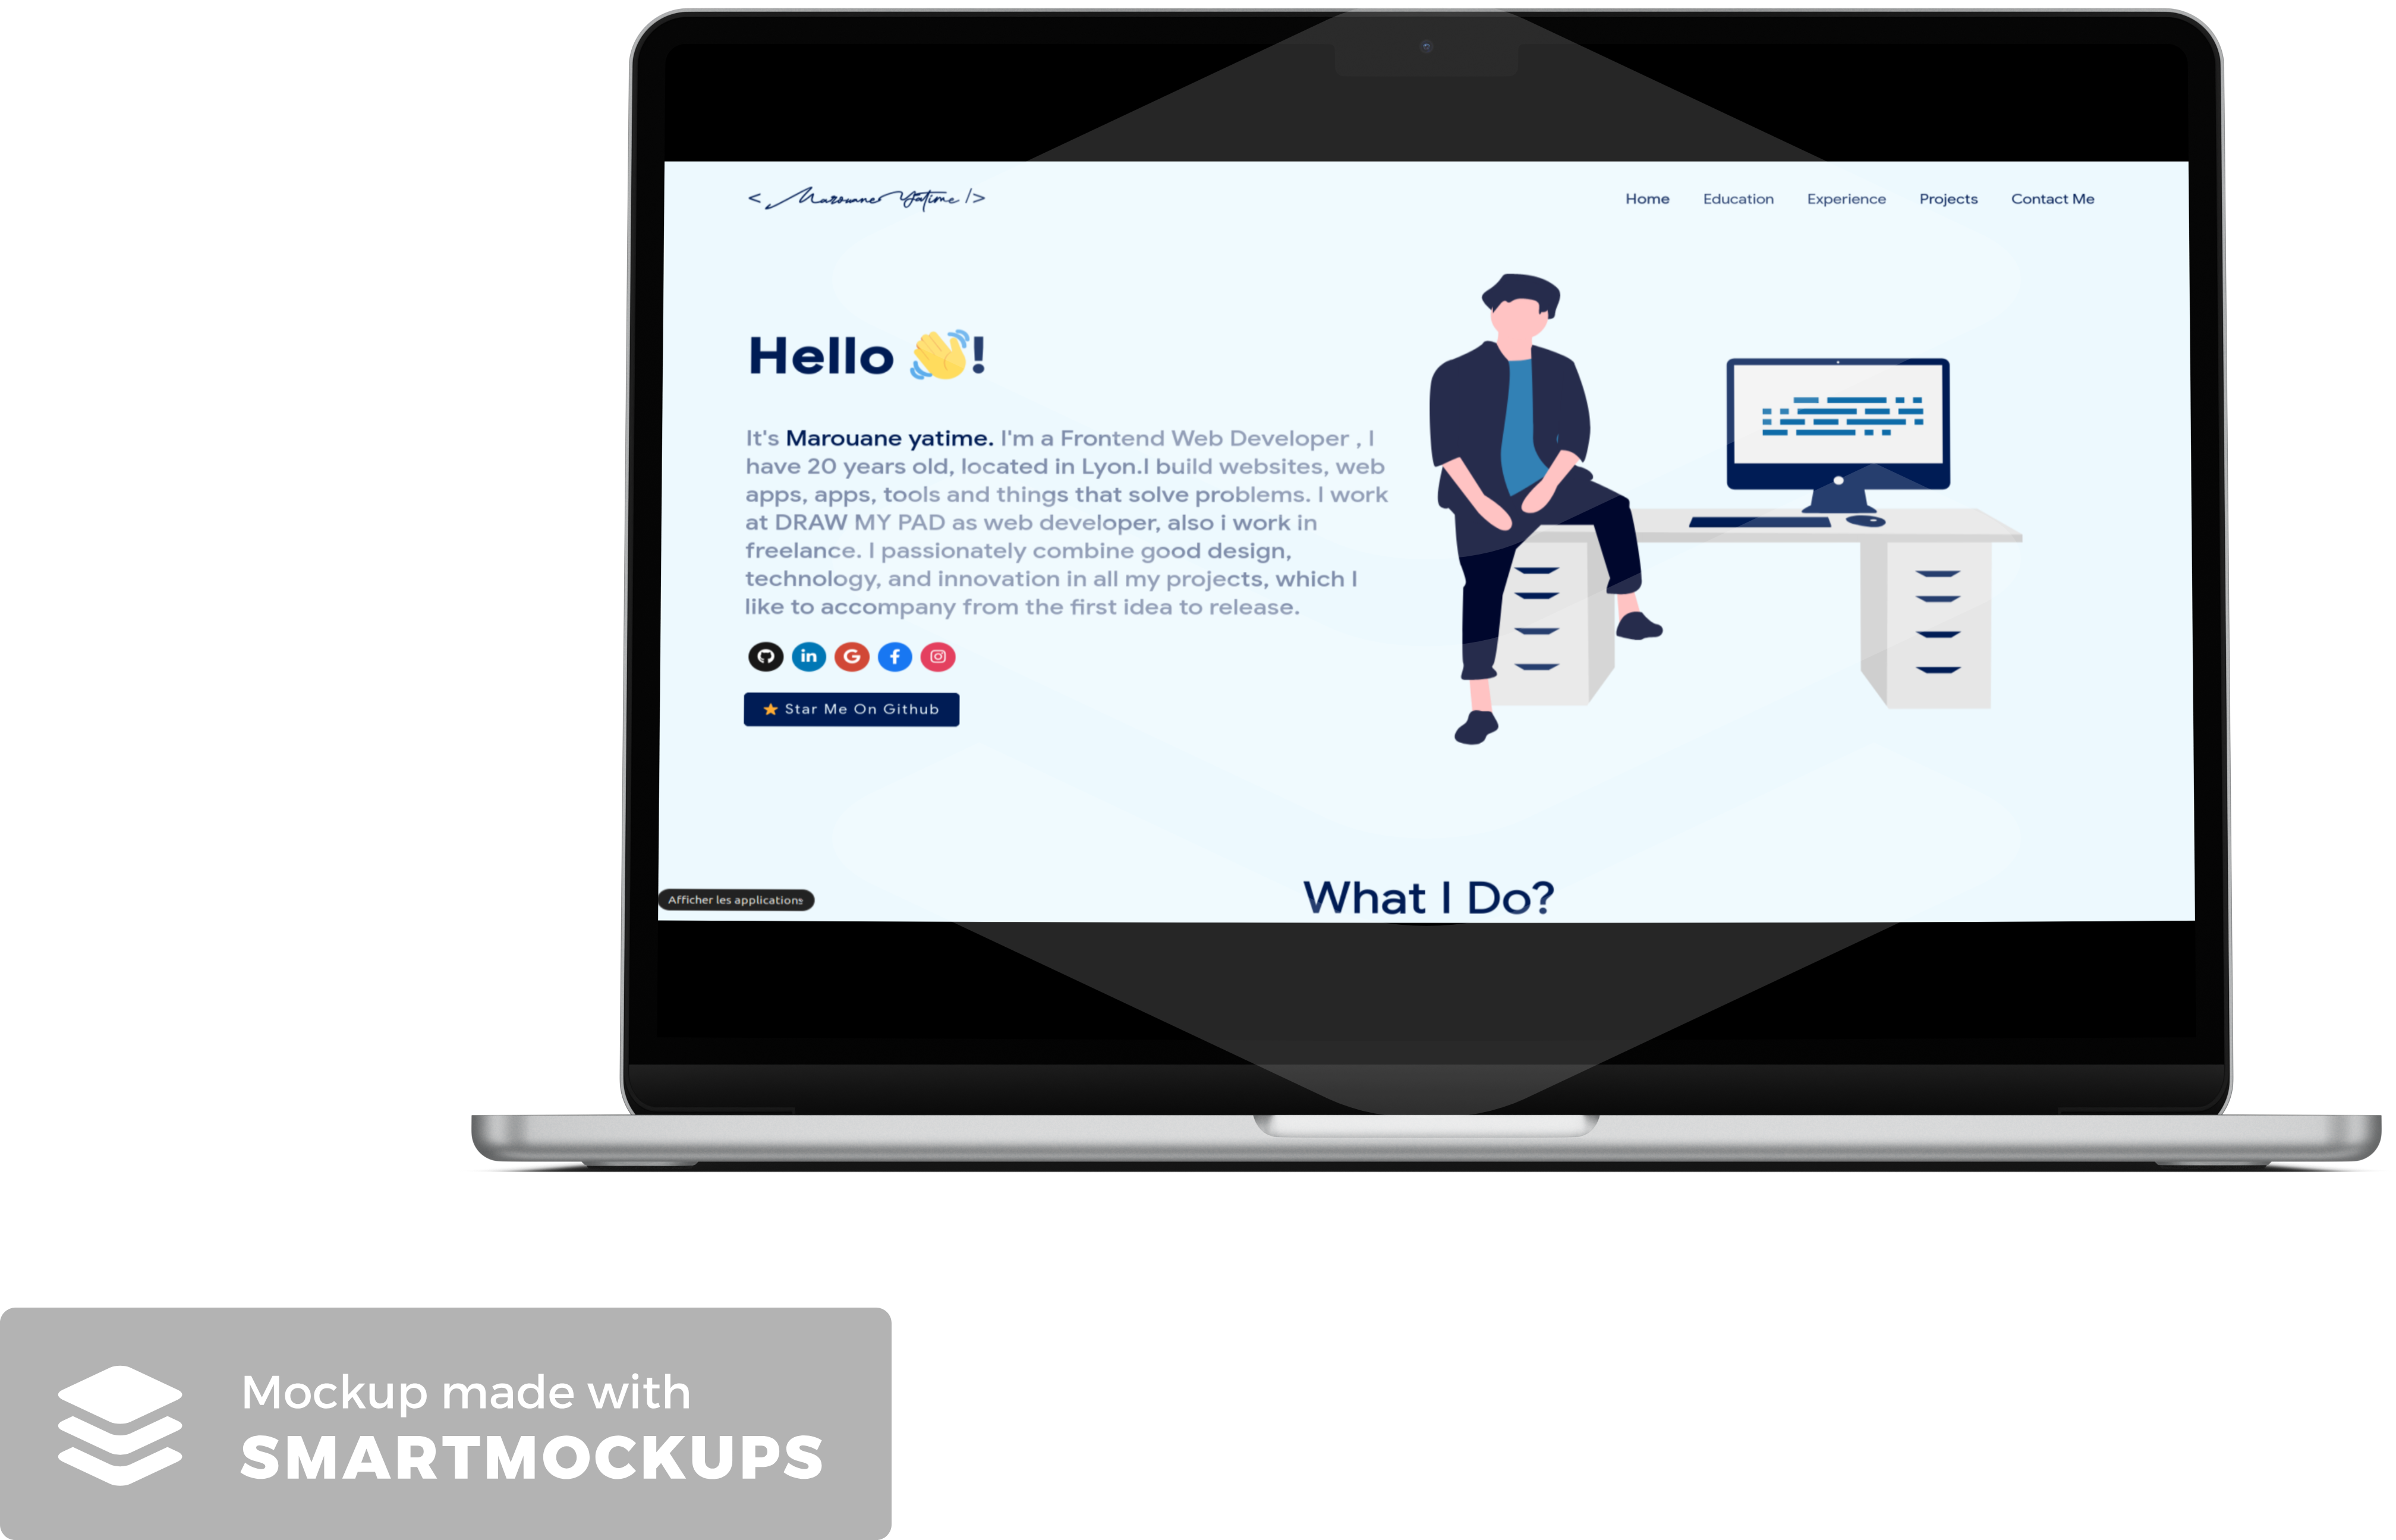 < Marouane Yatime />
Home Education Experience Projects Contact Me
Hello 👋!
It's Marouane yatime. I'm a Frontend Web Developer , I
have 20 years old, located in Lyon.I build websites, web
apps, apps, tools and things that solve problems. I work
at DRAW MY PAD as web developer, also i work in
freelance. I passionately combine good design,
technology, and innovation in all my projects, which I
like to accompany from the first idea to release.
in G f
⭐ Star Me On Github
What I Do?
Afficher les applications
Mockup made with
SMARTMOCKUPS